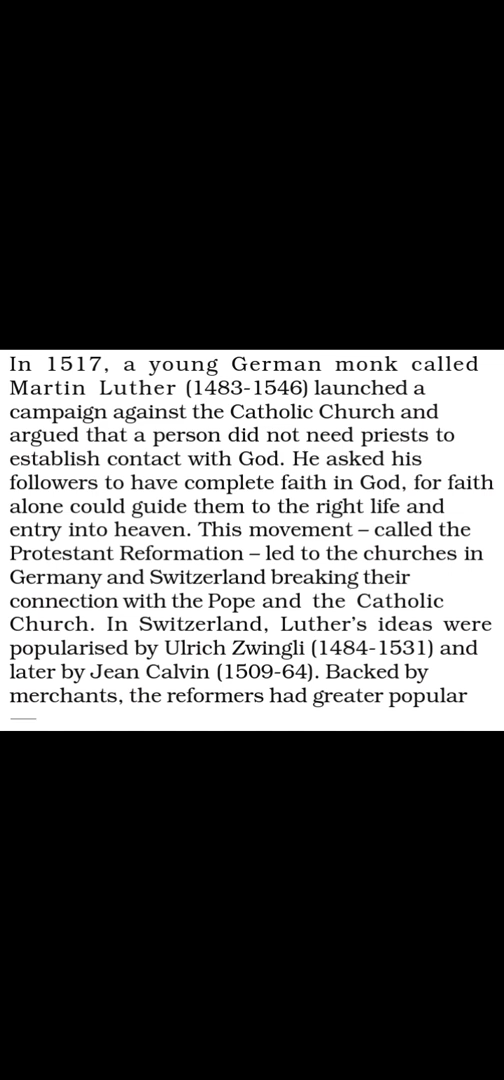 In 1517, a young German monk called
Martin Luther (1483-1546) launched a
campaign against the Catholic Church and
argued that a person did not need priests to
establish contact with God. He asked his
followers to have complete faith in God, for faith
alone could guide them to the right life and
entry into heaven. This movement – called the
Protestant Reformation – led to the churches in
Germany and Switzerland breaking their
connection with the Pope and the Catholic
Church. In Switzerland, Luther's ideas were
popularised by Ulrich Zwingli (1484-1531) and
later by Jean Calvin (1509-64). Backed by
merchants, the reformers had greater popular